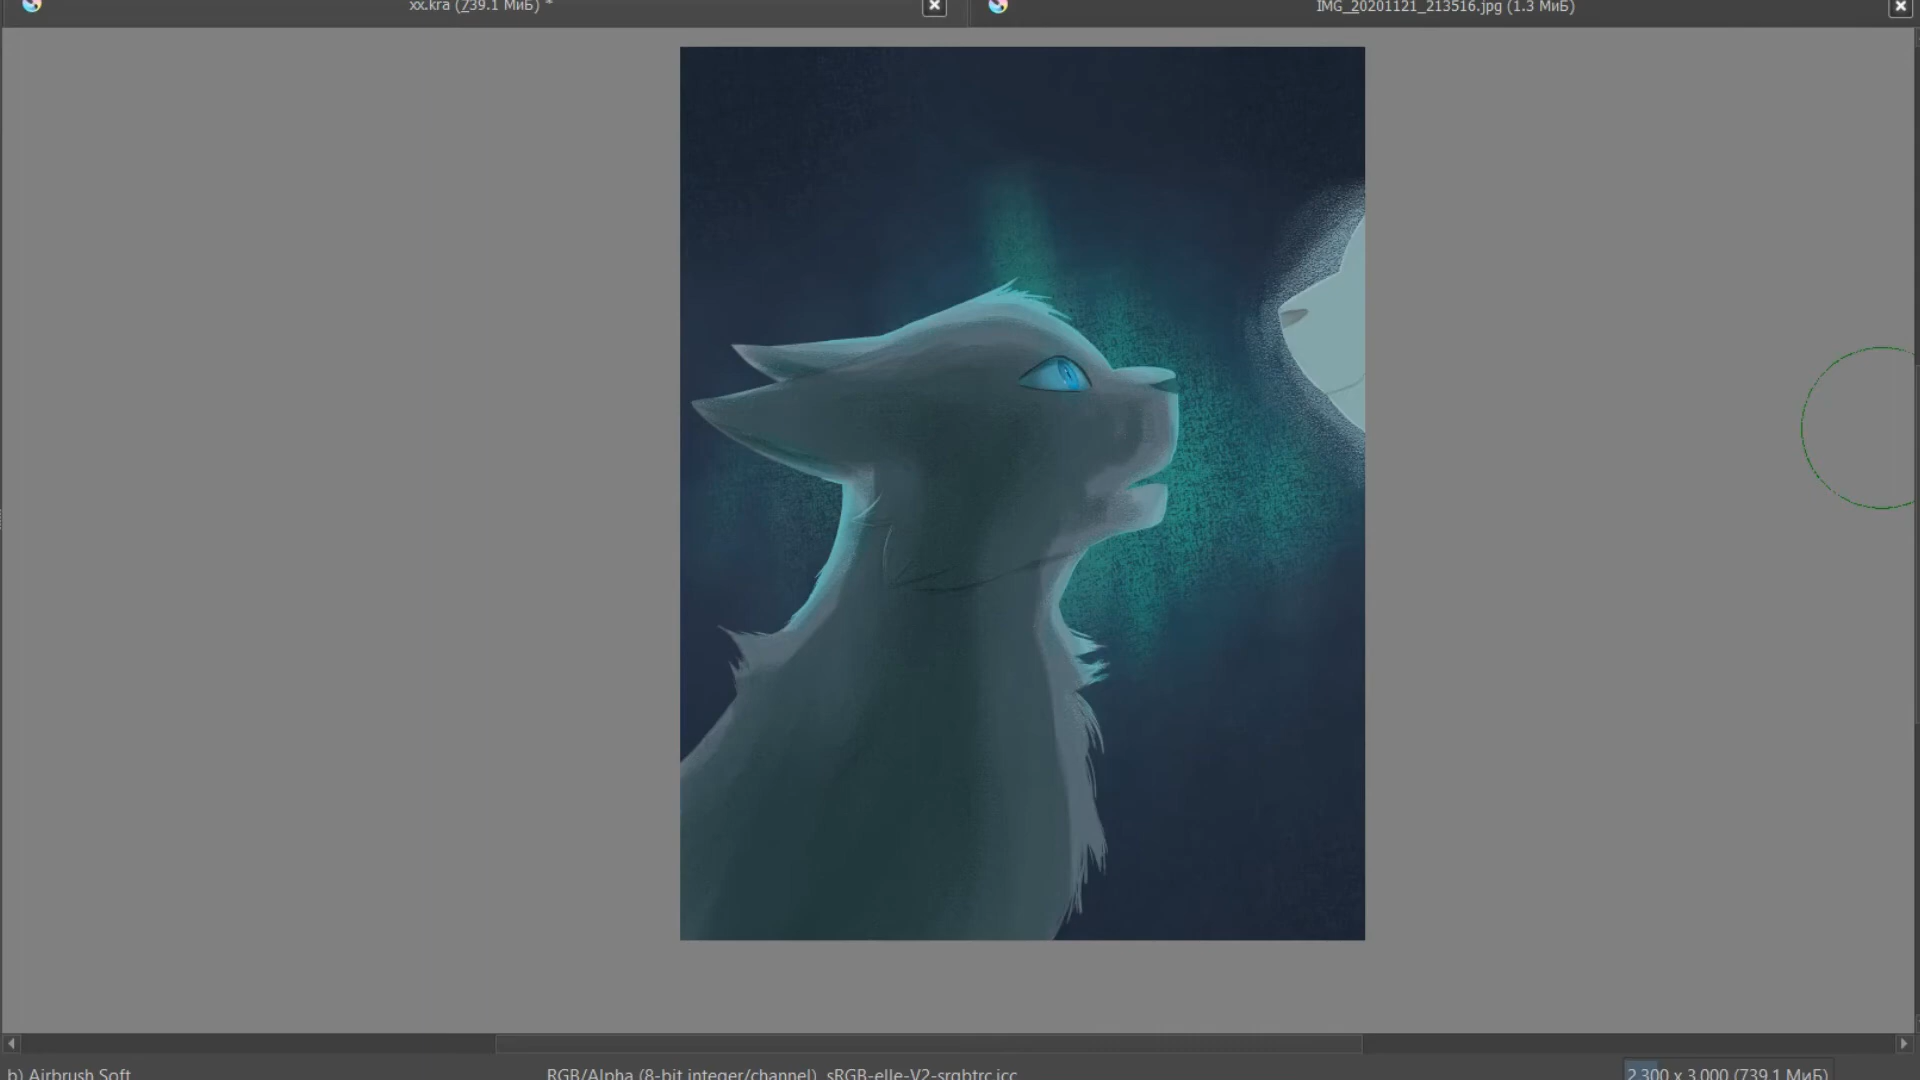 xx.kra (739.1 МиБ) *
IMG_20201121_213516.jpg (1.3 МиБ)
b) Airbrush Soft
RGB/Alpha (8-bit integer/channel) sRGB-elle-V2-srgbtrc.icc
2 300 x 3 000 (739.1 МиБ)